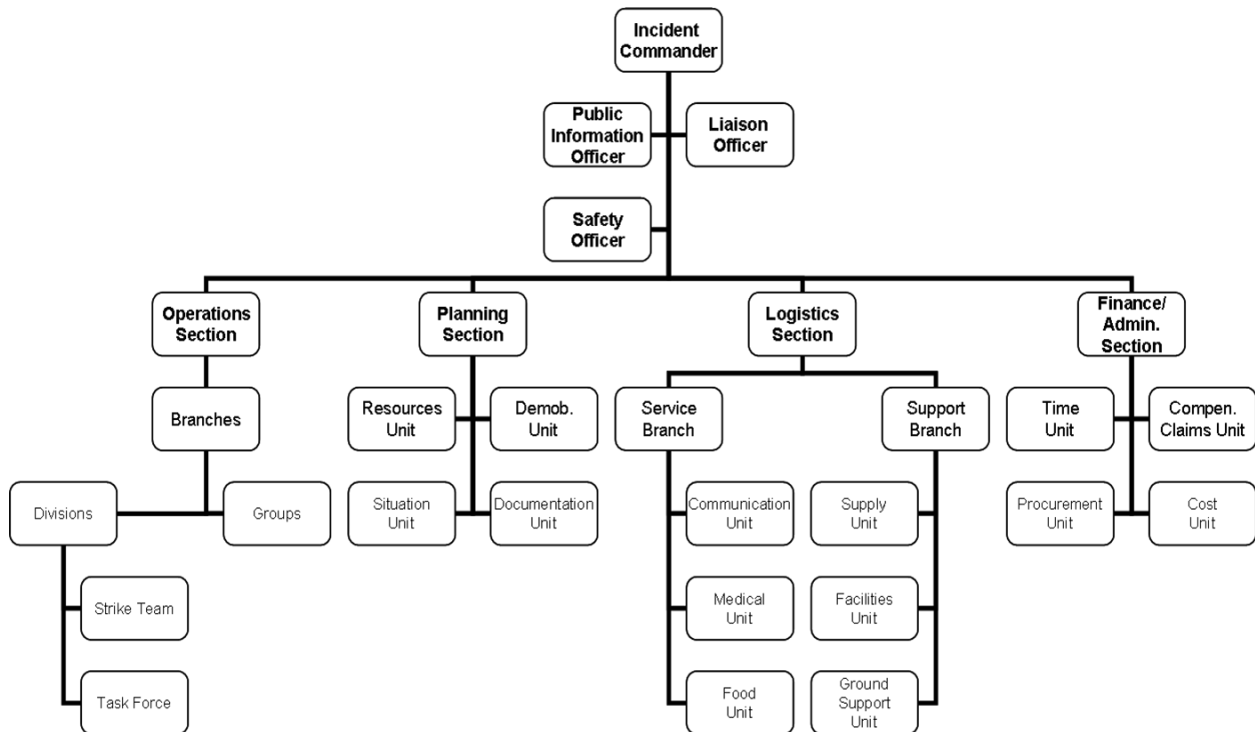 Incident
Commander
Public
Information
Officer
Liaison
Officer
Safety
Officer
Operations
Section
Planning
Section
Logistics
Section
Finance/
Admin.
Section
Branches
Resources
Unit
Demob.
Unit
Service
Branch
Support
Branch
Time
Unit
Compen.
Claims Unit
Divisions
Groups
Situation
Unit
Documentation
Unit
Communication
Unit
Supply
Unit
Procurement
Unit
Cost
Unit
Strike Team
Medical
Unit
Facilities
Unit
Task Force
Food
Unit
Ground
Support
Unit